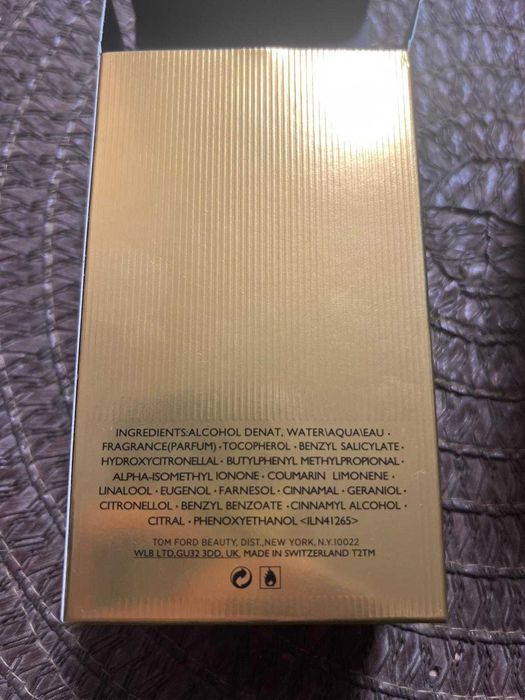 INGREDIENTS:ALCOHOL DENAT, WATER\AQUA\EAU •
FRAGRANCE(PARFUM) • TOCOPHEROL • BENZYL SALICYLATE •
HYDROXYCITRONELLAL • BUTYLPHENYL METHYLPROPIONAL •
ALPHA-ISOMETHYL IONONE • COUMARIN LIMONENE •
LINALOOL • EUGENOL • FARNESOL • CINNAMAL • GERANIOL •
CITRONELLOL • BENZYL BENZOATE • CINNAMYL ALCOHOL •
CITRAL • PHENOXYETHANOL <ILN41265>
TOM FORD BEAUTY, DIST., NEW YORK, N.Y.10022
WLB LTD,GU32 3DD, UK. MADE IN SWITZERLAND T2TM